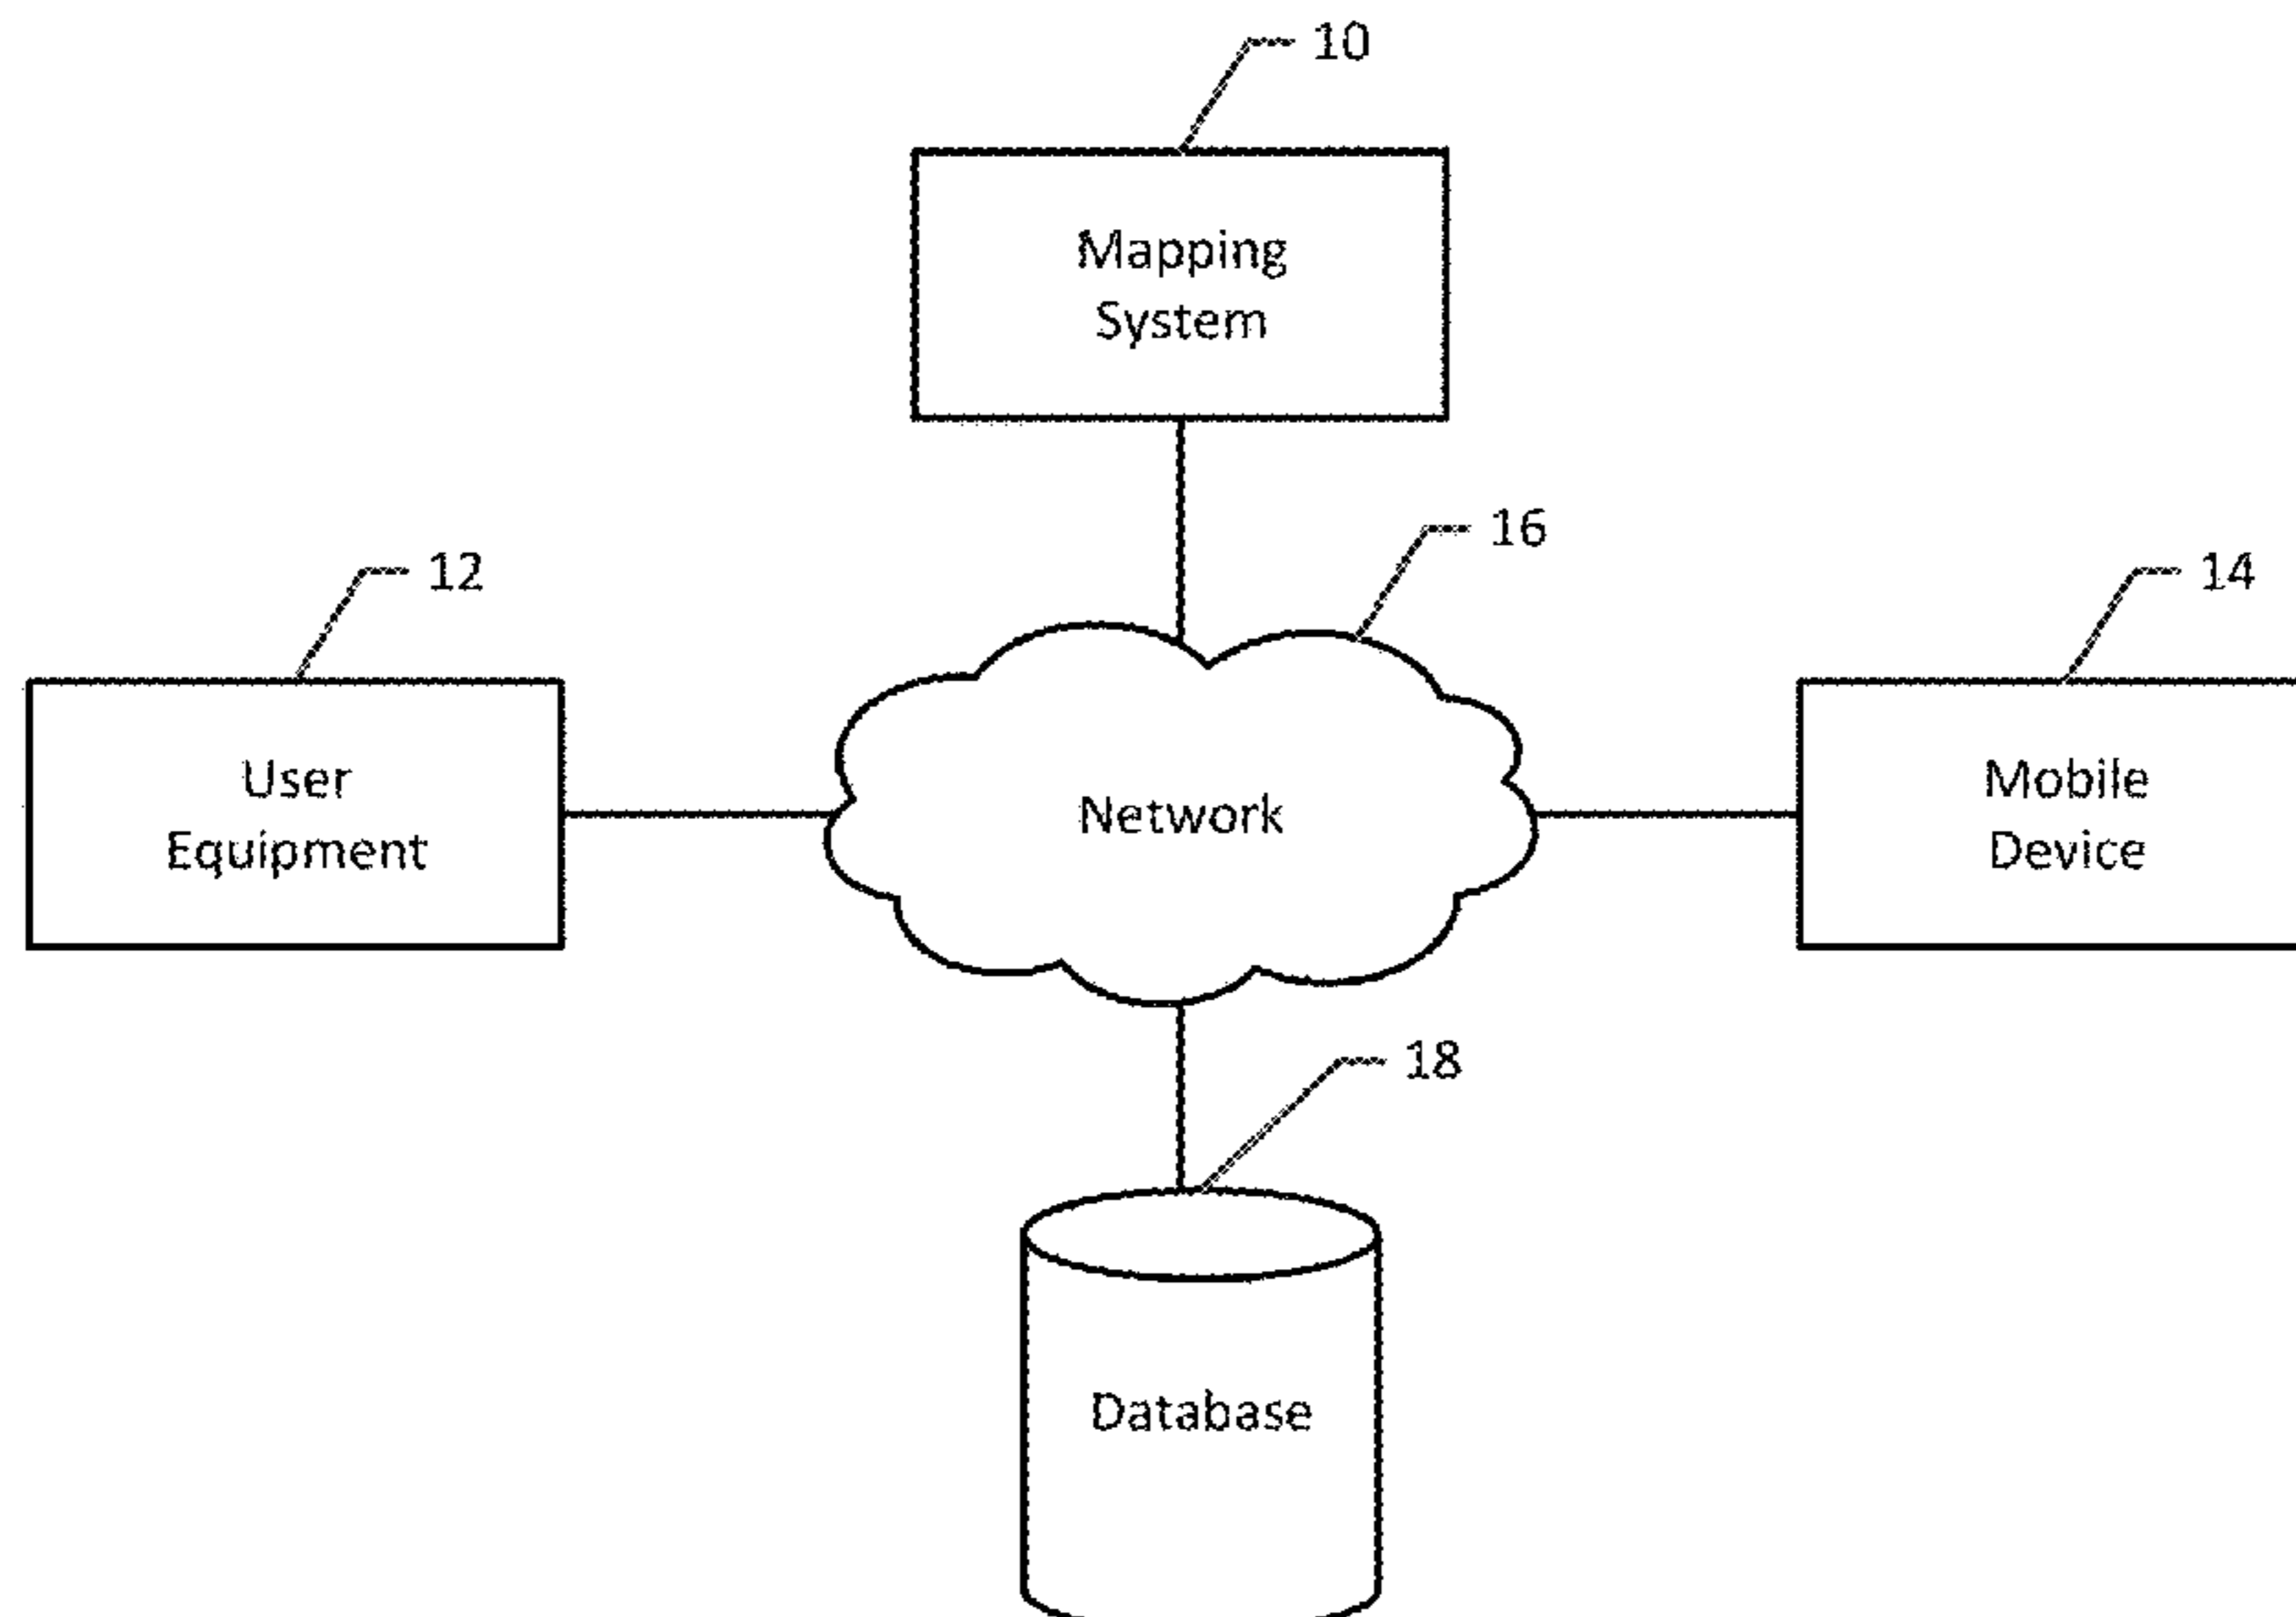 10
Mapping
System
16
12
14
User
Equipment
Network
Mobile
Device
18
Database